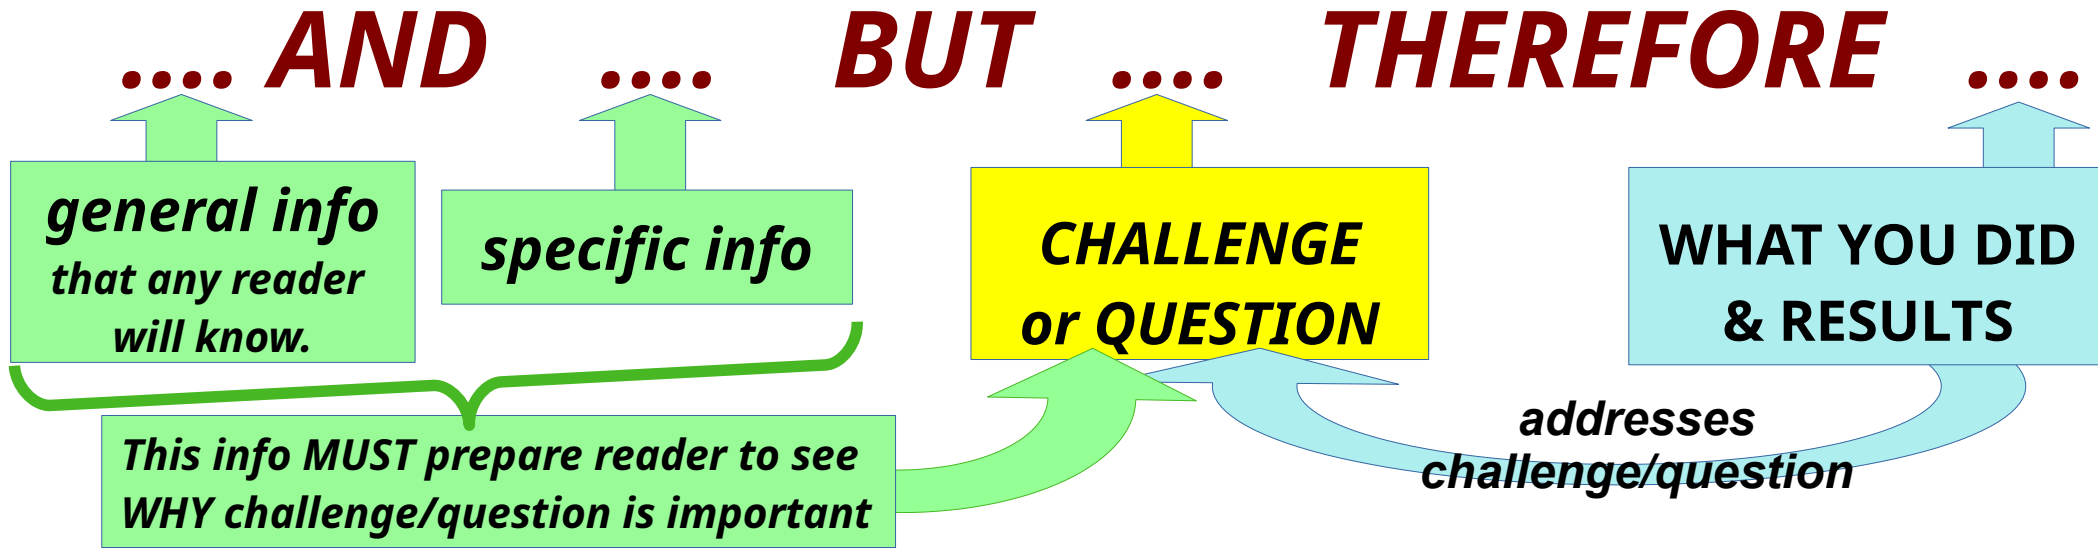 .... AND .... BUT .... THEREFORE ....
general info
that any reader
will know.
specific info
CHALLENGE
or QUESTION
WHAT YOU DID
& RESULTS
This info MUST prepare reader to see
WHY challenge/question is important
addresses
challenge/question